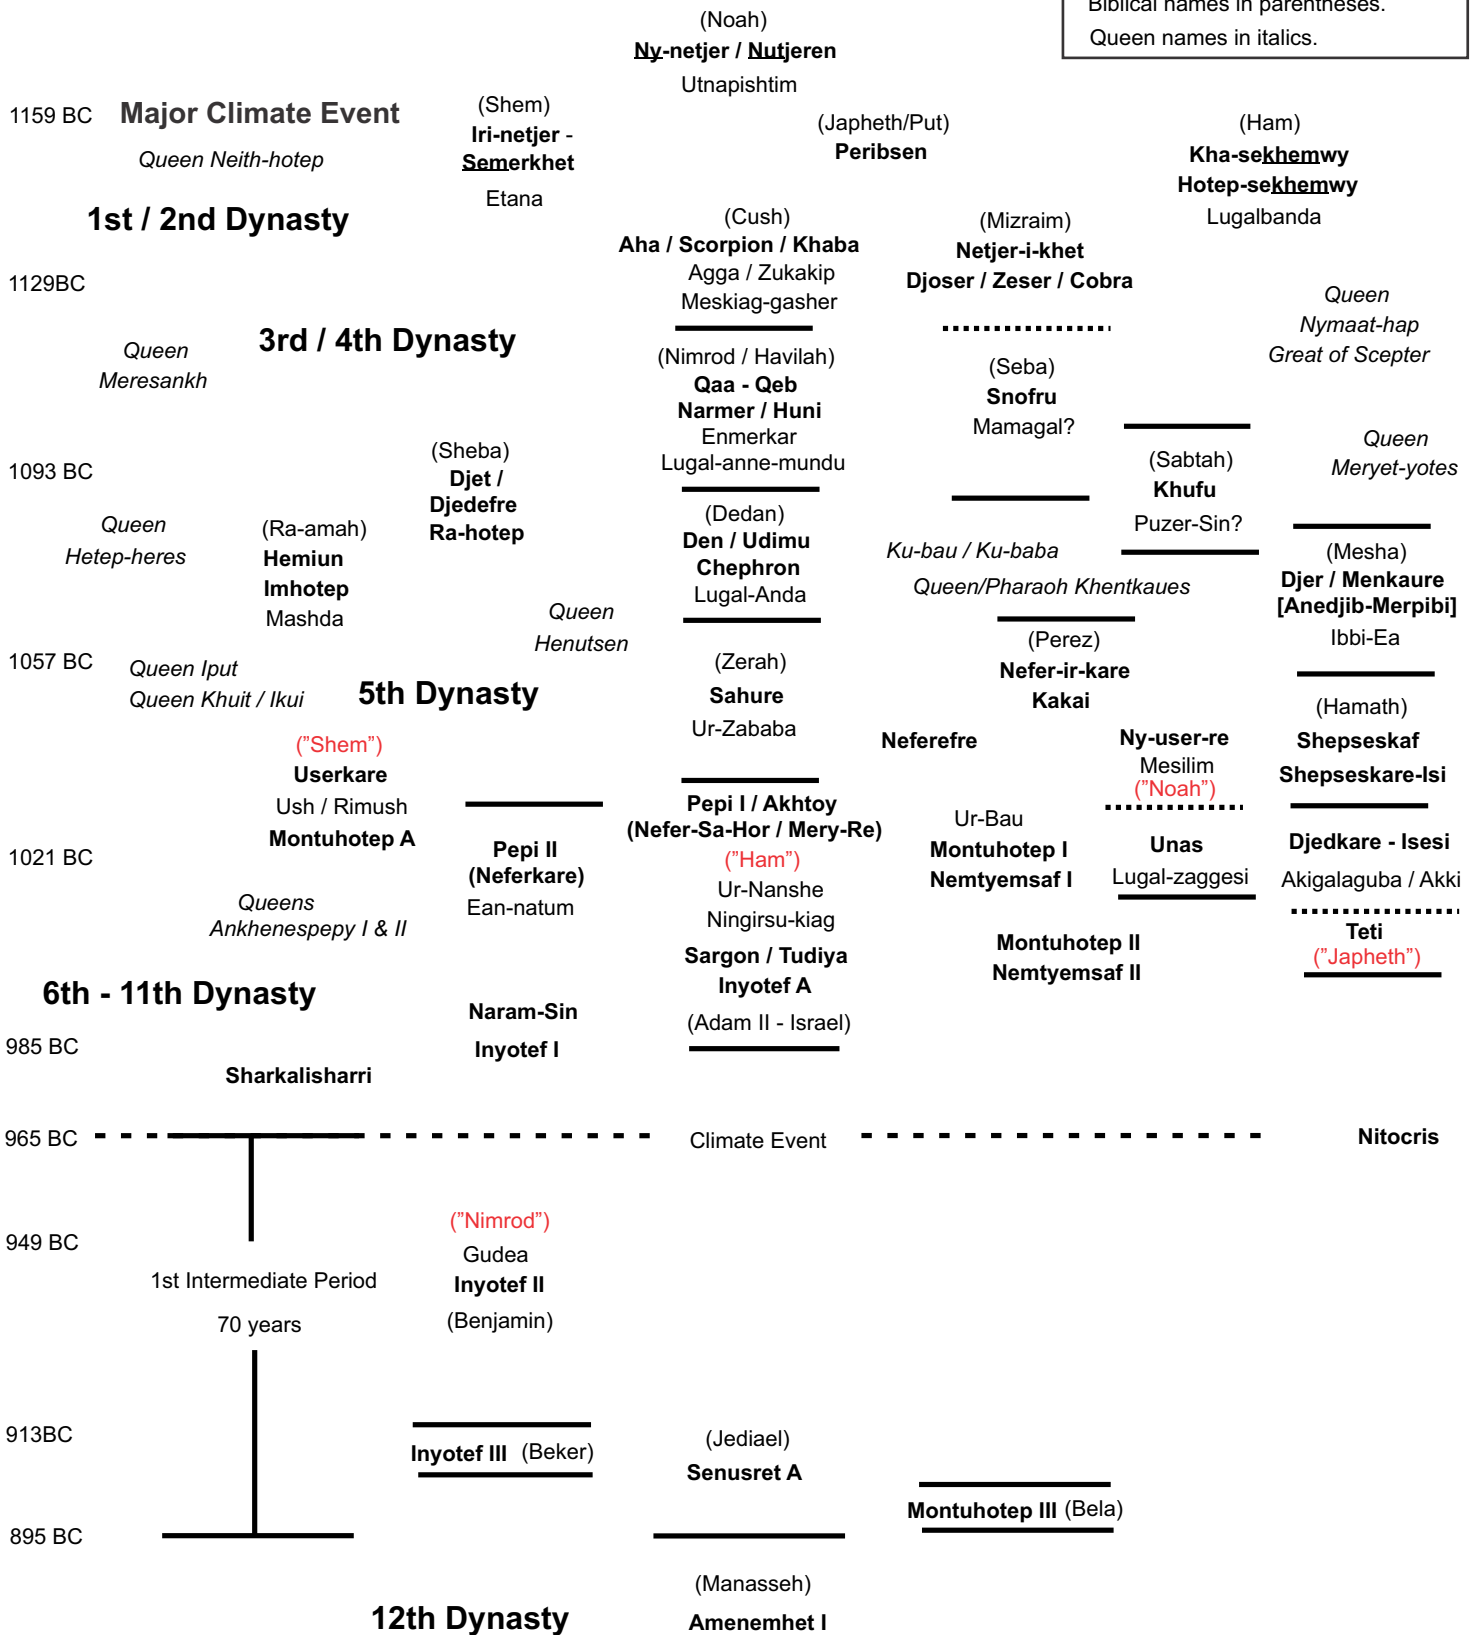 Biblical names in parentheses.
Queen names in italics.
(Noah)
Ny-netjer / Nutjeren
Utnapishtim
1159 BC
Major Climate Event
Queen Neith-hotep
(Shem)
Iri-netjer -
Semerkhet
Etana
(Japheth/Put)
Peribsen
(Ham)
Kha-sekhemwy
Hotep-sekhemwy
Lugalbanda
1st / 2nd Dynasty
(Cush)
Aha / Scorpion / Khaba
Agga / Zukakip
Meskiag-gasher
(Mizraim)
Netjer-i-khet
Djoser / Zeser / Cobra
1129BC
Queen
Nymaat-hap
Great of Scepter
3rd / 4th Dynasty
Queen
Meresankh
(Nimrod / Havilah)
Qaa - Qeb
Narmer / Huni
Enmerkar
Lugal-anne-mundu
(Seba)
Snofru
Mamagal?
Queen
Meryet-yotes
1093 BC
(Sheba)
Djet /
Djedefre
Ra-hotep
(Sabtah)
Khufu
Puzer-Sin?
Queen
Hetep-heres
(Ra-amah)
Hemiun
Imhotep
Mashda
(Dedan)
Den / Udimu
Chephron
Lugal-Anda
Ku-bau / Ku-baba
Queen/Pharaoh Khentkaues
(Mesha)
Djer / Menkaure
[Anedjib-Merpibi]
Ibbi-Ea
Queen
Henutsen
1057 BC
Queen Iput
Queen Khuit / Ikui
5th Dynasty
(Zerah)
Sahure
Ur-Zababa
(Perez)
Nefer-ir-kare
Kakai
(Hamath)
Shepseskaf
Shepseskare-Isi
("Shem")
Userkare
Ush / Rimush
Montuhotep A
Neferefre
Ny-user-re
Mesilim
("Noah")
1021 BC
Pepi II
(Neferkare)
Ean-natum
Pepi I / Akhtoy
(Nefer-Sa-Hor / Mery-Re)
("Ham")
Ur-Nanshe
Ningirsu-kiag
Ur-Bau
Montuhotep I
Nemtyemsaf I
Unas
Lugal-zaggesi
Djedkare - Isesi
Akigalaguba / Akki
Queens
Ankhenespepy I & II
Sargon / Tudiya
Inyotef A
(Adam II - Israel)
Montuhotep II
Nemtyemsaf II
Teti
("Japheth")
6th - 11th Dynasty
Naram-Sin
Inyotef I
985 BC
Sharkalisharri
965 BC
Climate Event
Nitocris
949 BC
("Nimrod")
Gudea
Inyotef II
(Benjamin)
1st Intermediate Period
70 years
913BC
Inyotef III (Beker)
(Jediael)
Senusret A
Montuhotep III (Bela)
895 BC
(Manasseh)
12th Dynasty
Amenemhet I